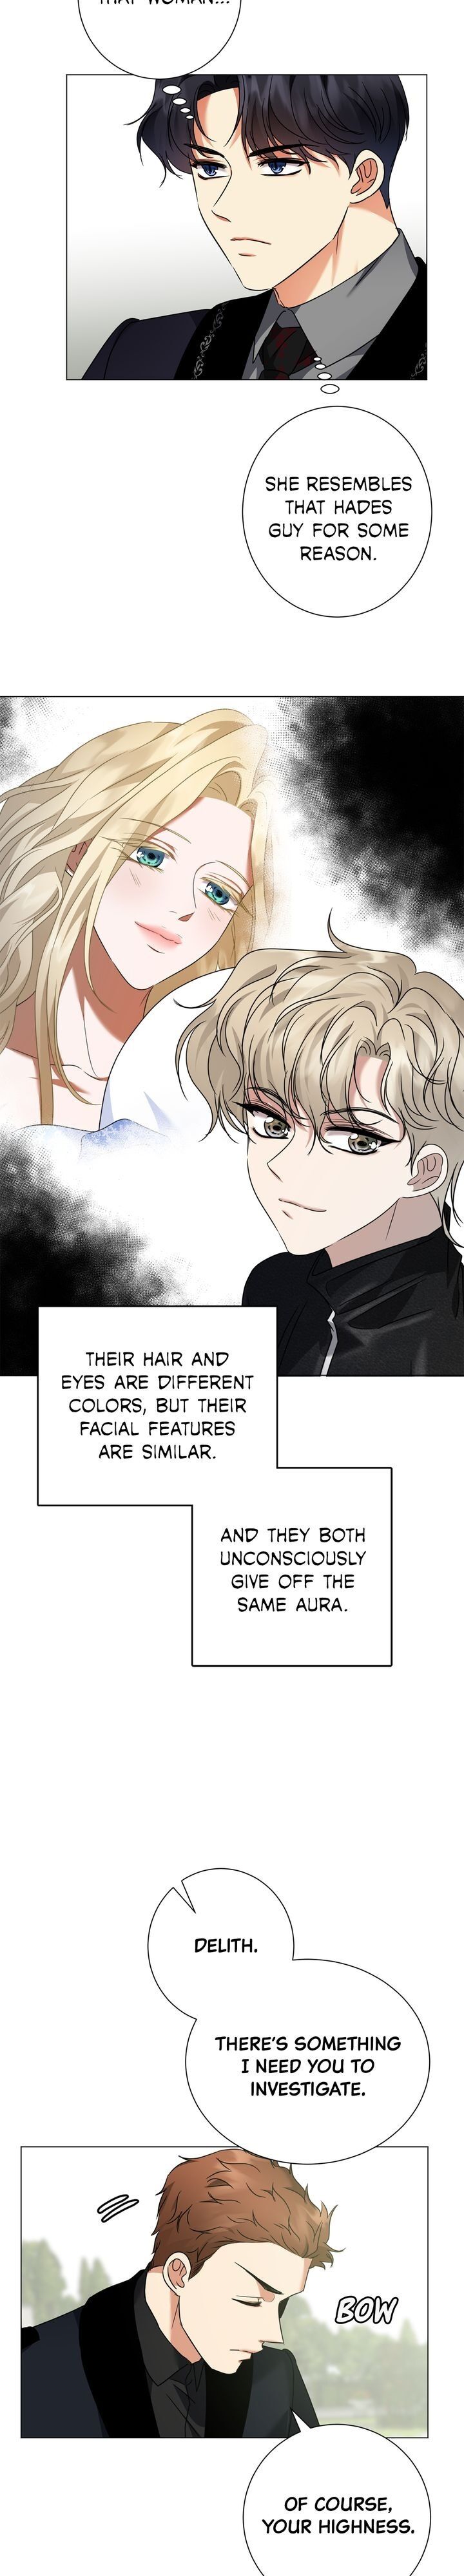 THAT WOMAN...
SHE RESEMBLES
THAT HADES
GUY FOR SOME
REASON.
THEIR HAIR AND
EYES ARE DIFFERENT
COLORS, BUT THEIR
FACIAL FEATURES
ARE SIMILAR.
AND THEY BOTH
UNCONSCIOUSLY
GIVE OFF THE
SAME AURA.
DELITH.
THERE'S SOMETHING
I NEED YOU TO
INVESTIGATE.
BOW
OF COURSE,
YOUR HIGHNESS.